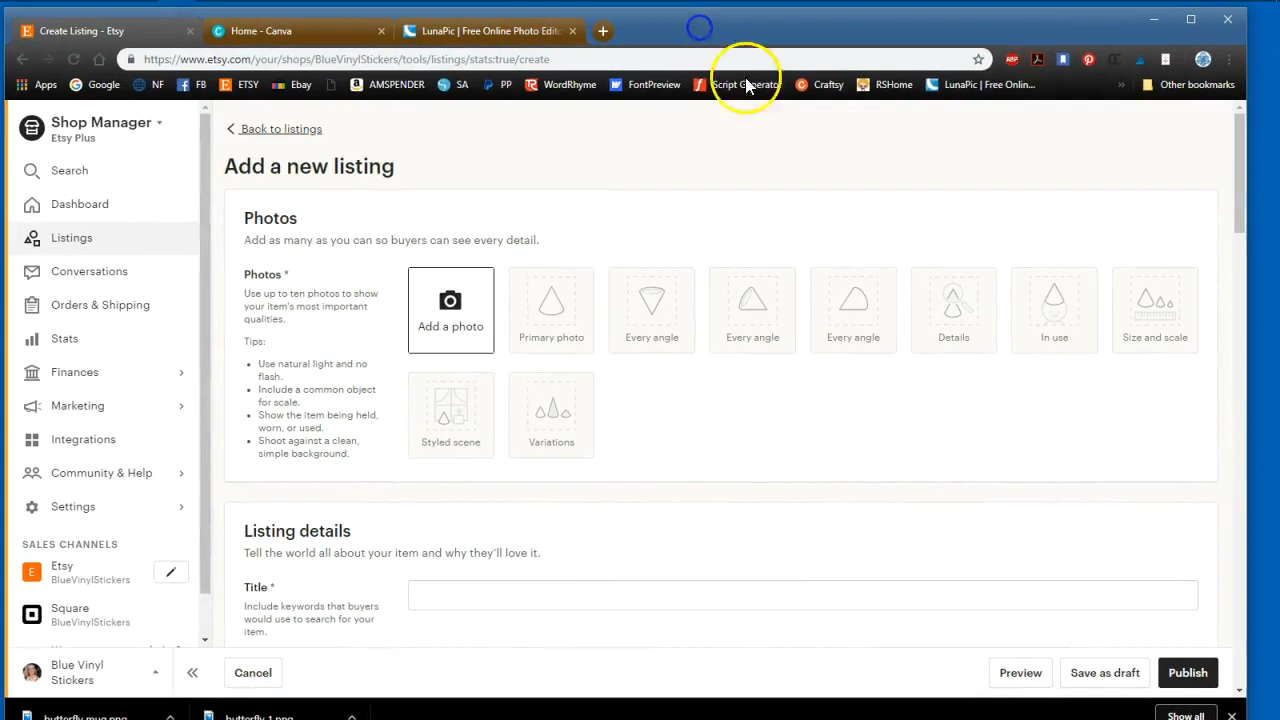 Create Listing - Etsy
Home - Canva
LunaPic | Free Online Photo Edit
https://www.etsy.com/your/shops/BlueVinylStickers/tools/listings/stats:true/create
Apps Google NF FB ETSY Ebay AMSPENDER SA PP WordRhyme FontPreview Script Generator Craftsy RSHome LunaPic | Free Onlin... Other bookmarks
Shop Manager
Etsy Plus
Search
Dashboard
Listings
Conversations
Orders & Shipping
Stats
Finances
Marketing
Integrations
Community & Help
Settings
SALES CHANNELS
Etsy
BlueVinylStickers
Square
BlueVinylStickers
Blue Vinyl
Stickers
Back to listings
Add a new listing
Photos
Add as many as you can so buyers can see every detail.
Photos *
Use up to ten photos to show
your item's most important
qualities.
Tips:
• Use natural light and no
flash.
• Include a common object
for scale.
• Show the item being held,
worn, or used.
• Shoot against a clean,
simple background.
Add a photo
Primary photo
Every angle
Every angle
Every angle
Details
In use
Size and scale
Styled scene
Variations
Listing details
Tell the world all about your item and why they'll love it.
Title *
Include keywords that buyers
would use to search for your
item.
Cancel
Preview
Save as draft
Publish
butterfly mug.png
butterfly 1.png
Show all